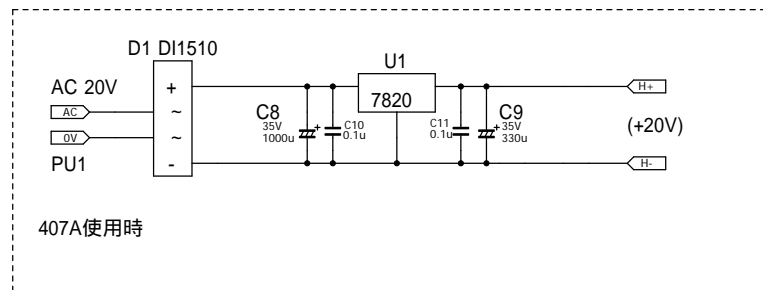 D1 DI1510
U1
AC 20V
+
7820
H+
AC
~
C8
35V
1000u
+
C10
0.1u
C11
0.1u
+
C9
35V
330u
(+20V)
0V
~
PU1
-
H-
407A使用時